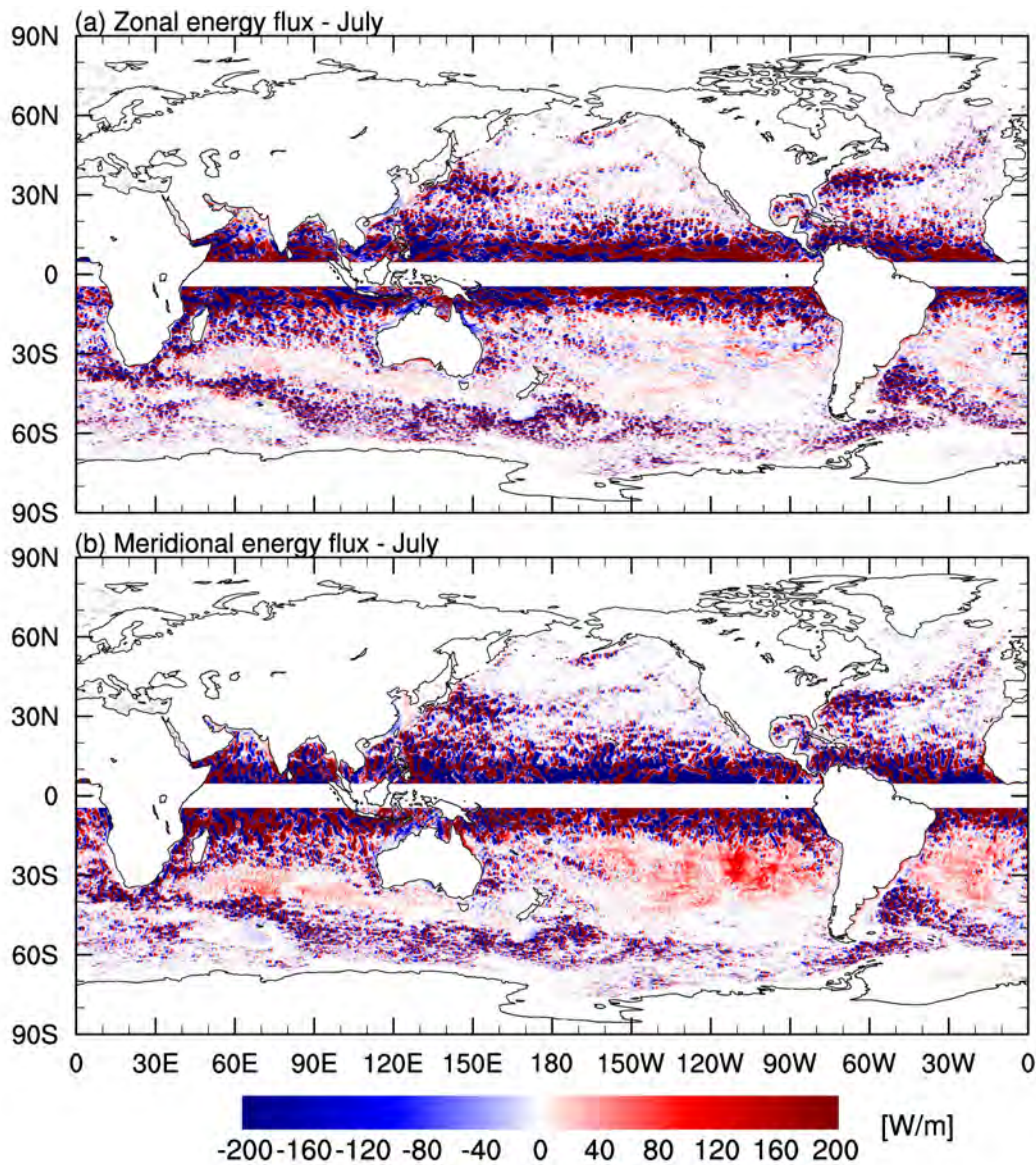 (a) Zonal energy flux - July
90N
60N
30N
0
30S
60S
90S
(b) Meridional energy flux - July
90N
60N
30N
0
30S
60S
90S
0 30E 60E 90E 120E 150E 180 150W 120W 90W 60W 30W 0
[W/m]
-200 -160 -120 -80 -40 0 40 80 120 160 200